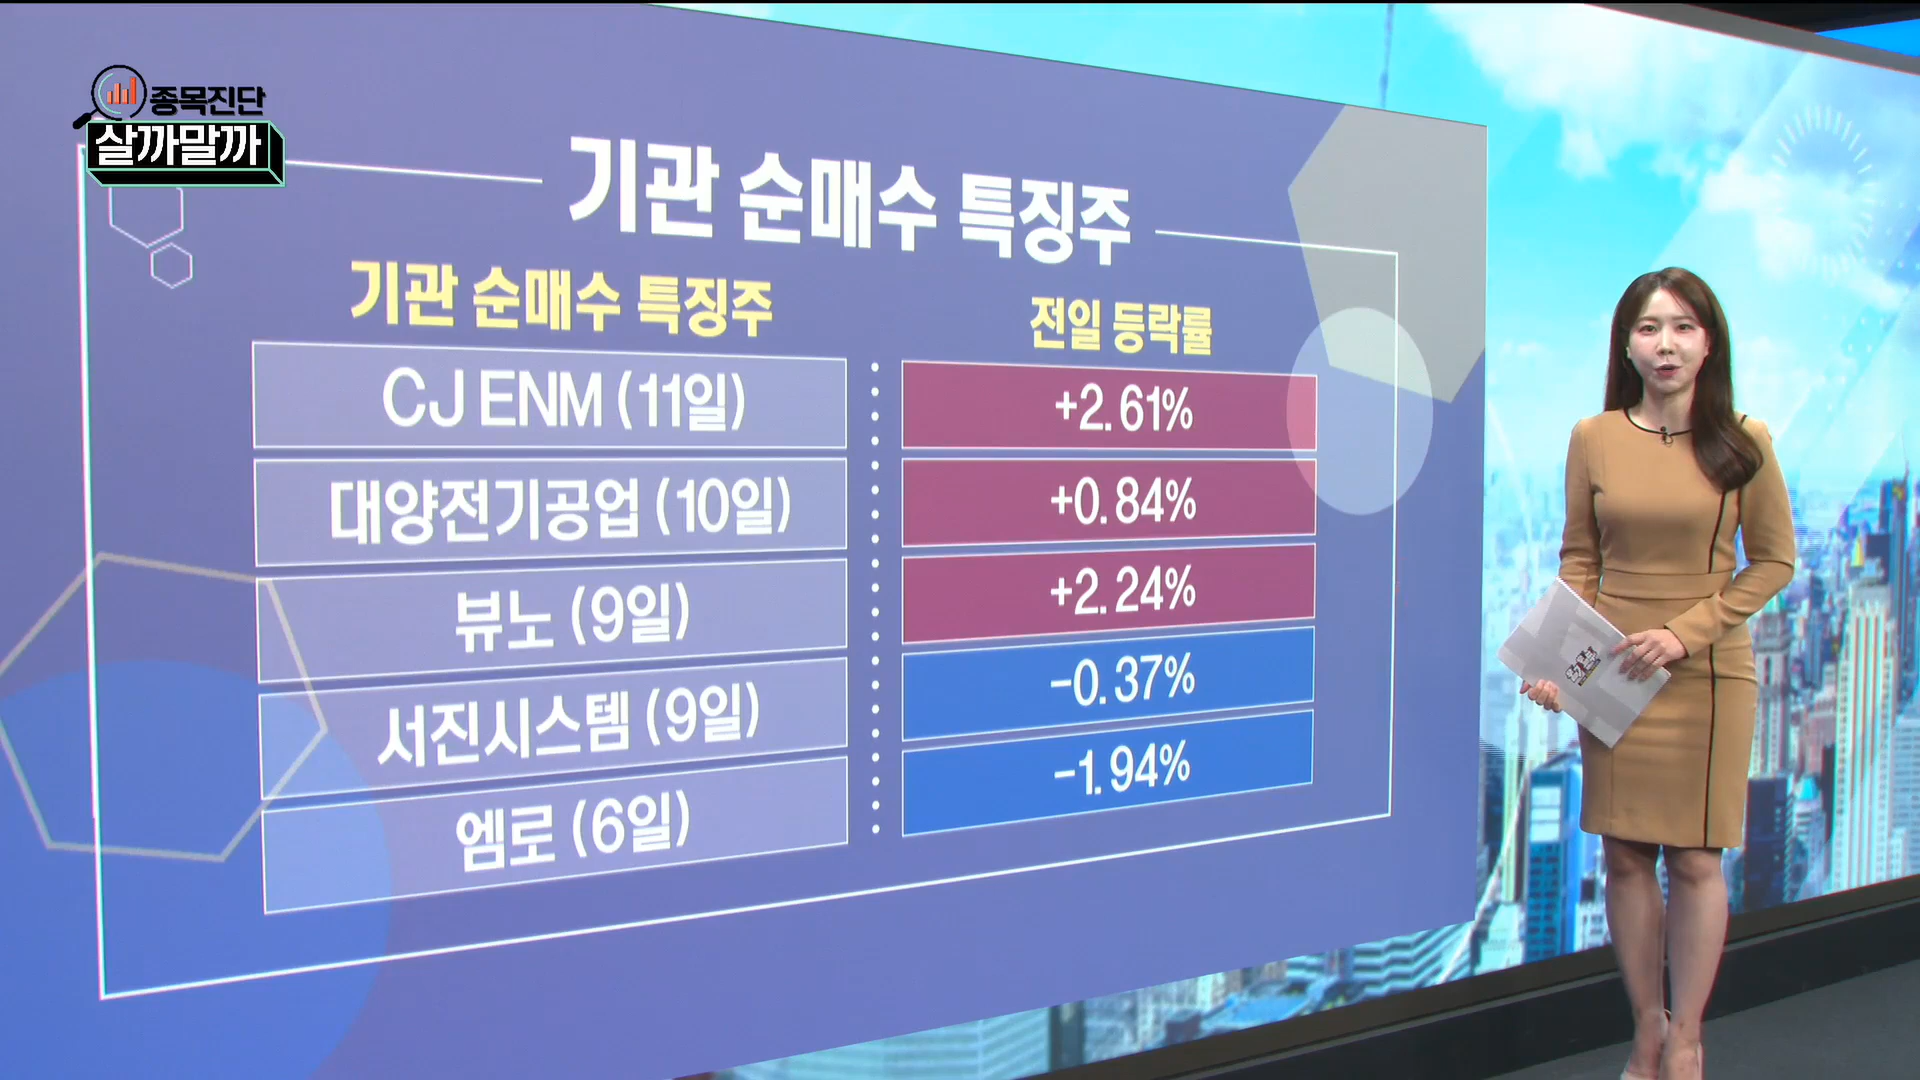 종목진단
살까말까
기관 순매수 특징주
기관 순매수 특징주
전일 등락률
CJ ENM (11일)
+2.61%
대양전기공업 (10일)
+0.84%
뷰노 (9일)
+2.24%
서진시스템 (9일)
-0.37%
엠로 (6일)
-1.94%